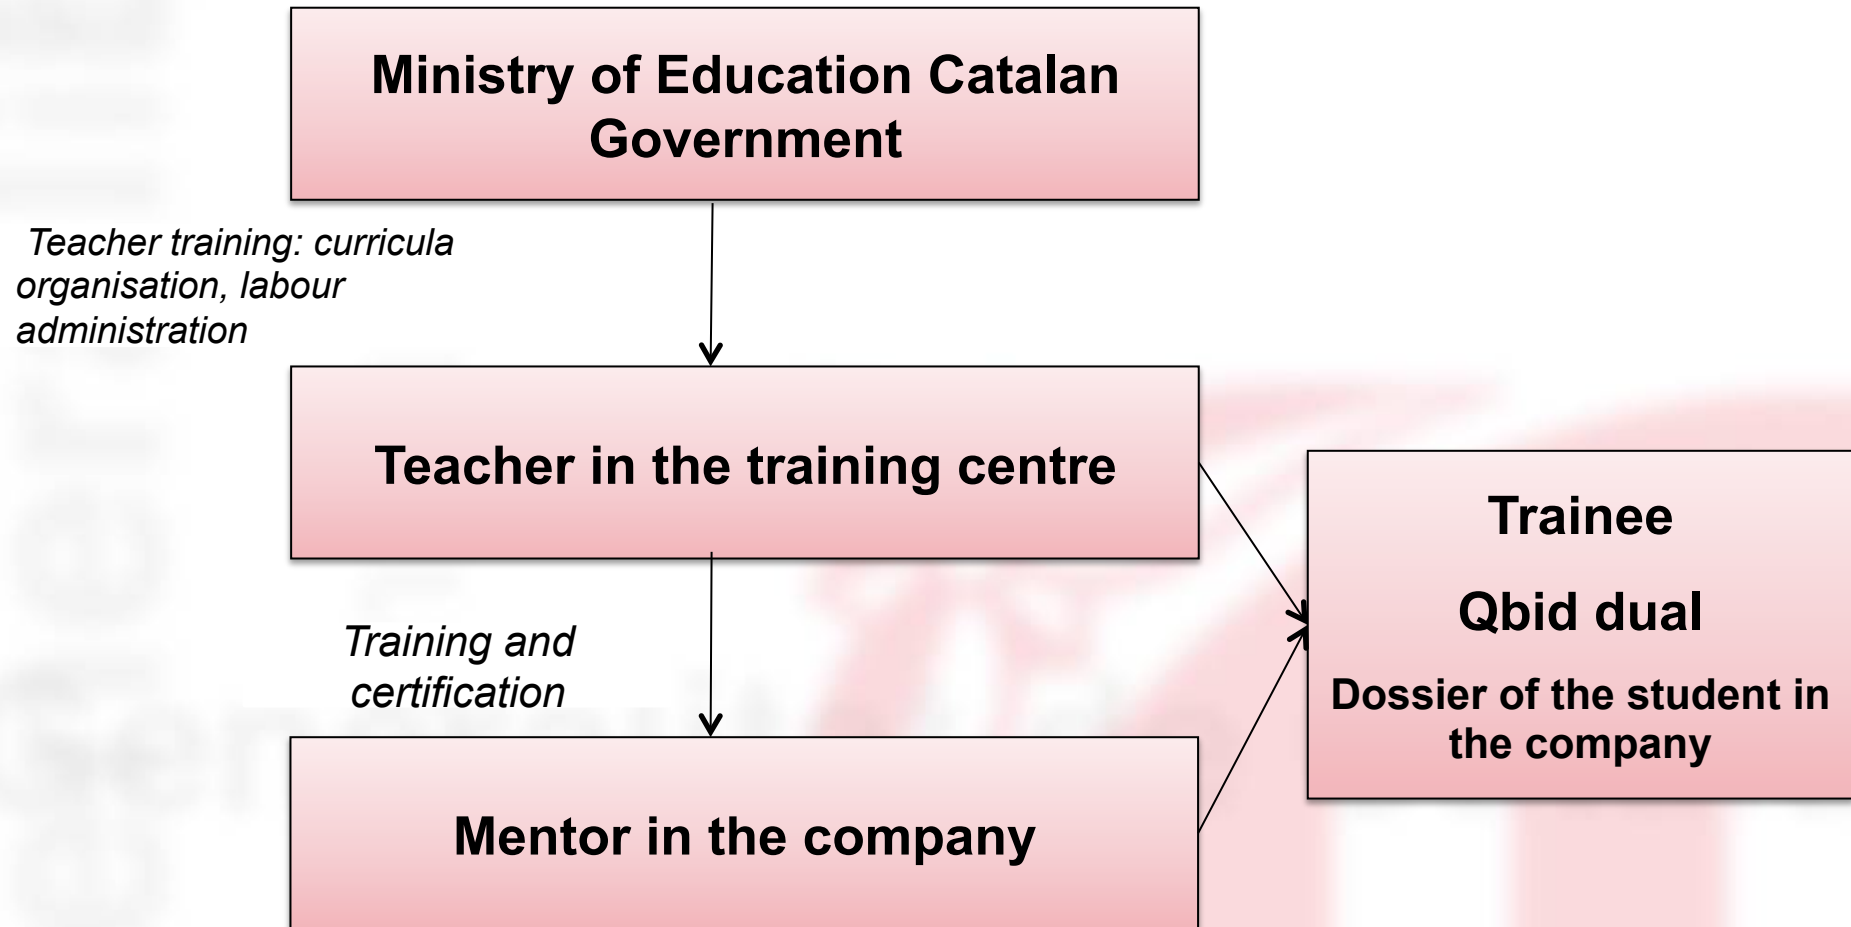 Ministry of Education Catalan
Government
Teacher training: curricula
organisation, labour
administration
Teacher in the training centre
Training and
certification
Mentor in the company
Trainee
Qbid dual
Dossier of the student in
the company